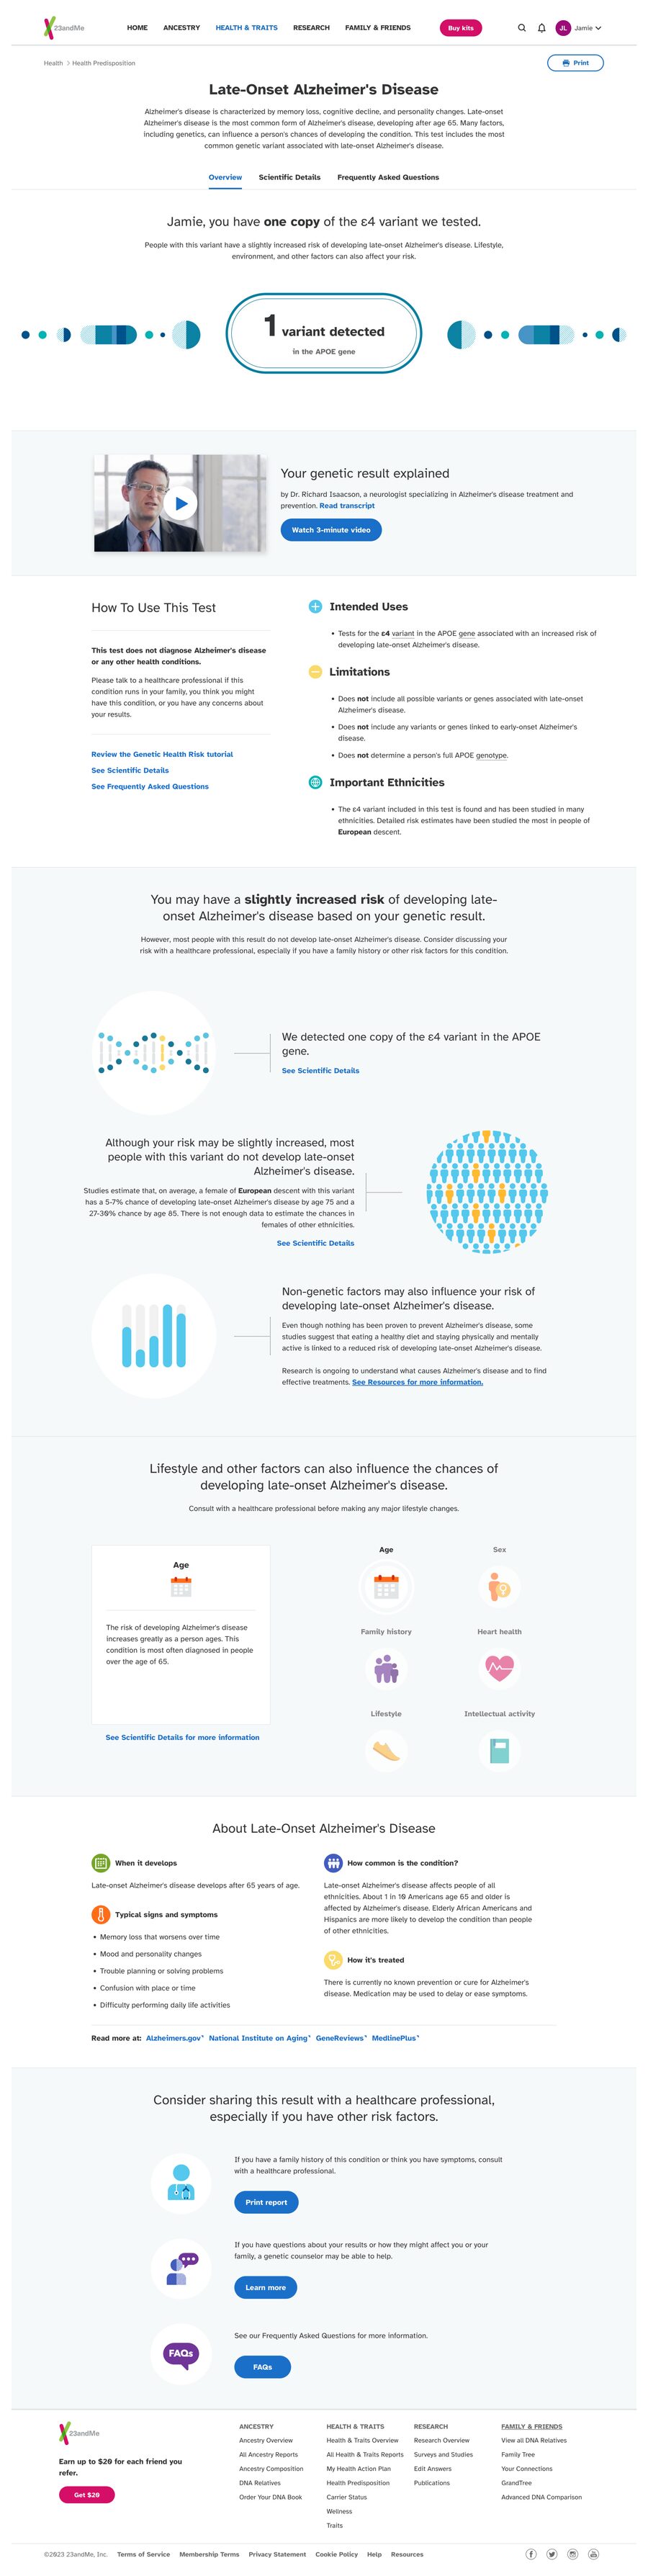 23andMe
HOME ANCESTRY HEALTH & TRAITS RESEARCH FAMILY & FRIENDS Buy kits JL Jamie
Health > Health Predisposition
Print
Late-Onset Alzheimer's Disease
Alzheimer's disease is characterized by memory loss, cognitive decline, and personality changes. Late-onset
Alzheimer's disease is the most common form of Alzheimer's disease, developing after age 65. Many factors,
including genetics, can influence a person's chances of developing the condition. This test includes the most
common genetic variant associated with late-onset Alzheimer's disease.
Overview Scientific Details Frequently Asked Questions
Jamie, you have one copy of the ε4 variant we tested.
People with this variant have a slightly increased risk of developing late-onset Alzheimer's disease. Lifestyle,
environment, and other factors can also affect your risk.
1 variant detected
in the APOE gene
Your genetic result explained
by Dr. Richard Isaacson, a neurologist specializing in Alzheimer's disease treatment and
prevention. Read transcript
Watch 3-minute video
How To Use This Test
This test does not diagnose Alzheimer's disease
or any other health conditions.
Please talk to a healthcare professional if this
condition runs in your family, you think you might
have this condition, or you have any concerns about
your results.
Review the Genetic Health Risk tutorial
See Scientific Details
See Frequently Asked Questions
Intended Uses
• Tests for the ε4 variant in the APOE gene associated with an increased risk of
developing late-onset Alzheimer's disease.
Limitations
• Does not include all possible variants or genes associated with late-onset
Alzheimer's disease.
• Does not include any variants or genes linked to early-onset Alzheimer's
disease.
• Does not determine a person's full APOE genotype.
Important Ethnicities
• The ε4 variant included in this test is found and has been studied in many
ethnicities. Detailed risk estimates have been studied the most in people of
European descent.
You may have a slightly increased risk of developing late-
onset Alzheimer's disease based on your genetic result.
However, most people with this result do not develop late-onset Alzheimer's disease. Consider discussing your
risk with a healthcare professional, especially if you have a family history or other risk factors for this condition.
We detected one copy of the ε4 variant in the APOE
gene.
See Scientific Details
Although your risk may be slightly increased, most
people with this variant do not develop late-onset
Alzheimer's disease.
Studies estimate that, on average, a female of European descent with this variant
has a 5-7% chance of developing late-onset Alzheimer's disease by age 75 and a
27-30% chance by age 85. There is not enough data to estimate the chances in
females of other ethnicities.
See Scientific Details
Non-genetic factors may also influence your risk of
developing late-onset Alzheimer's disease.
Even though nothing has been proven to prevent Alzheimer's disease, some
studies suggest that eating a healthy diet and staying physically and mentally
active is linked to a reduced risk of developing late-onset Alzheimer's disease.
Research is ongoing to understand what causes Alzheimer's disease and to find
effective treatments. See Resources for more information.
Lifestyle and other factors can also influence the chances of
developing late-onset Alzheimer's disease.
Consult with a healthcare professional before making any major lifestyle changes.
Age
The risk of developing Alzheimer's disease
increases greatly as a person ages. This
condition is most often diagnosed in people
over the age of 65.
See Scientific Details for more information
Age Sex
Family history Heart health
Lifestyle Intellectual activity
About Late-Onset Alzheimer's Disease
When it develops
Late-onset Alzheimer's disease develops after 65 years of age.
Typical signs and symptoms
• Memory loss that worsens over time
• Mood and personality changes
• Trouble planning or solving problems
• Confusion with place or time
• Difficulty performing daily life activities
How common is the condition?
Late-onset Alzheimer's disease affects people of all
ethnicities. About 1 in 10 Americans age 65 and older is
affected by Alzheimer's disease. Elderly African Americans and
Hispanics are more likely to develop the condition than people
of other ethnicities.
How it's treated
There is currently no known prevention or cure for Alzheimer's
disease. Medication may be used to delay or ease symptoms.
Read more at: Alzheimers.gov National Institute on Aging GeneReviews MedlinePlus
Consider sharing this result with a healthcare professional,
especially if you have other risk factors.
If you have a family history of this condition or think you have symptoms, consult
with a healthcare professional.
Print report
If you have questions about your results or how they might affect you or your
family, a genetic counselor may be able to help.
Learn more
FAQs
See our Frequently Asked Questions for more information.
FAQs
23andMe
Earn up to $20 for each friend you
refer.
Get $20
ANCESTRY
Ancestry Overview
All Ancestry Reports
Ancestry Composition
DNA Relatives
Order Your DNA Book
HEALTH & TRAITS
Health & Traits Overview
All Health & Traits Reports
My Health Action Plan
Health Predisposition
Carrier Status
Wellness
Traits
RESEARCH
Research Overview
Surveys and Studies
Edit Answers
Publications
FAMILY & FRIENDS
View all DNA Relatives
Family Tree
Your Connections
GrandTree
Advanced DNA Comparison
©2023 23andMe, Inc. Terms of Service Membership Terms Privacy Statement Cookie Policy Help Resources